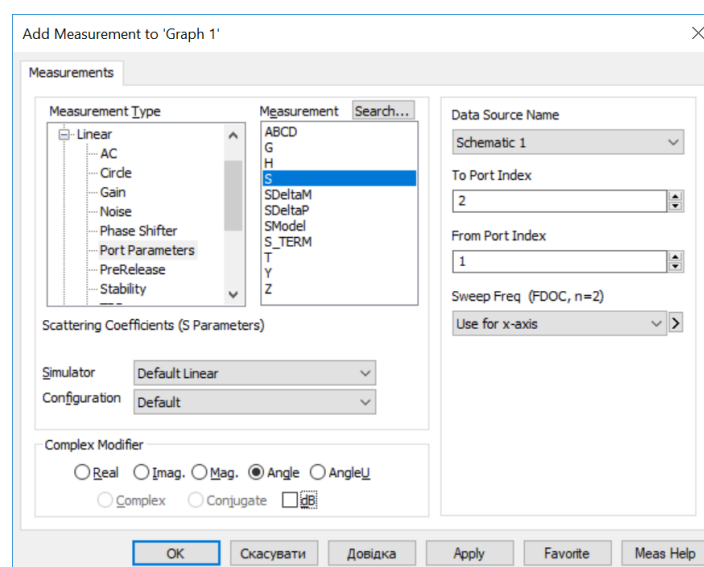 Add Measurement to 'Graph 1'
Measurements
Measurement Type
Linear
AC
Circle
Gain
Noise
Phase Shifter
Port Parameters
PreRelease
Stability
Measurement
Search...
ABCD
G
H
S
SDeltaM
SDeltaP
SModel
S_TERM
T
Y
Z
Scattering Coefficients (S Parameters)
Simulator
Default Linear
Configuration
Default
Complex Modifier
Real
Imag.
Mag.
Angle
AngleU
Complex
Conjugate
dB
Data Source Name
Schematic 1
To Port Index
2
From Port Index
1
Sweep Freq (FDOC, n=2)
Use for x-axis
OK
Скасувати
Довідка
Apply
Favorite
Meas Help